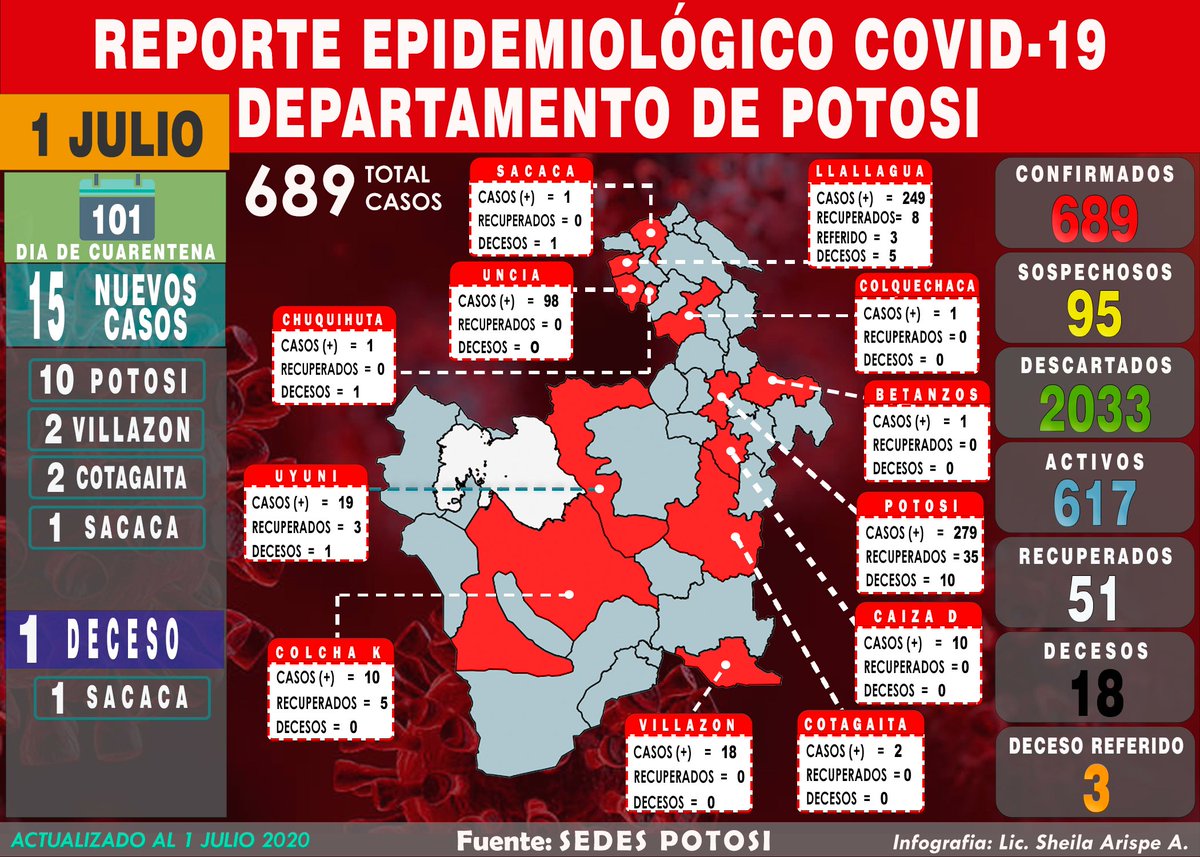 REPORTE EPIDEMIOLÓGICO COVID-19
DEPARTAMENTO DE POTOSI
1 JULIO
101
DIA DE CUARENTENA
15 NUEVOS CASOS
10 POTOSI
2 VILLAZON
2 COTAGAITA
1 SACACA
1 DECESO
1 SACACA
689 TOTAL CASOS
SACACA
CASOS (+) = 1
RECUPERADOS = 0
DECESOS = 1
UNCIA
CASOS (+) = 98
RECUPERADOS = 0
DECESOS = 0
CHUQUIHUTA
CASOS (+) = 1
RECUPERADOS = 0
DECESOS = 1
UYUNI
CASOS (+) = 19
RECUPERADOS = 3
DECESOS = 1
COLCHA K
CASOS (+) = 10
RECUPERADOS = 5
DECESOS = 0
LLALLAGUA
CASOS (+) = 249
RECUPERADOS= 8
REFERIDO = 3
DECESOS = 5
COLQUECHACA
CASOS (+) = 1
RECUPERADOS =0
DECESOS = 0
BETANZOS
CASOS (+) = 1
RECUPERADOS =0
DECESOS = 0
POTOSI
CASOS (+) = 279
RECUPERADOS =35
DECESOS = 10
CAIZA D
CASOS (+) = 10
RECUPERADOS =0
DECESOS = 0
VILLAZON
CASOS (+) = 18
RECUPERADOS = 0
DECESOS = 0
COTAGAITA
CASOS (+) = 2
RECUPERADOS =0
DECESOS = 0
CONFIRMADOS
689
SOSPECHOSOS
95
DESCARTADOS
2033
ACTIVOS
617
RECUPERADOS
51
DECESOS
18
DECESO REFERIDO
3
ACTUALIZADO AL 1 JULIO 2020
Fuente: SEDES POTOSI
Infografia: Lic. Sheila Arispe A.